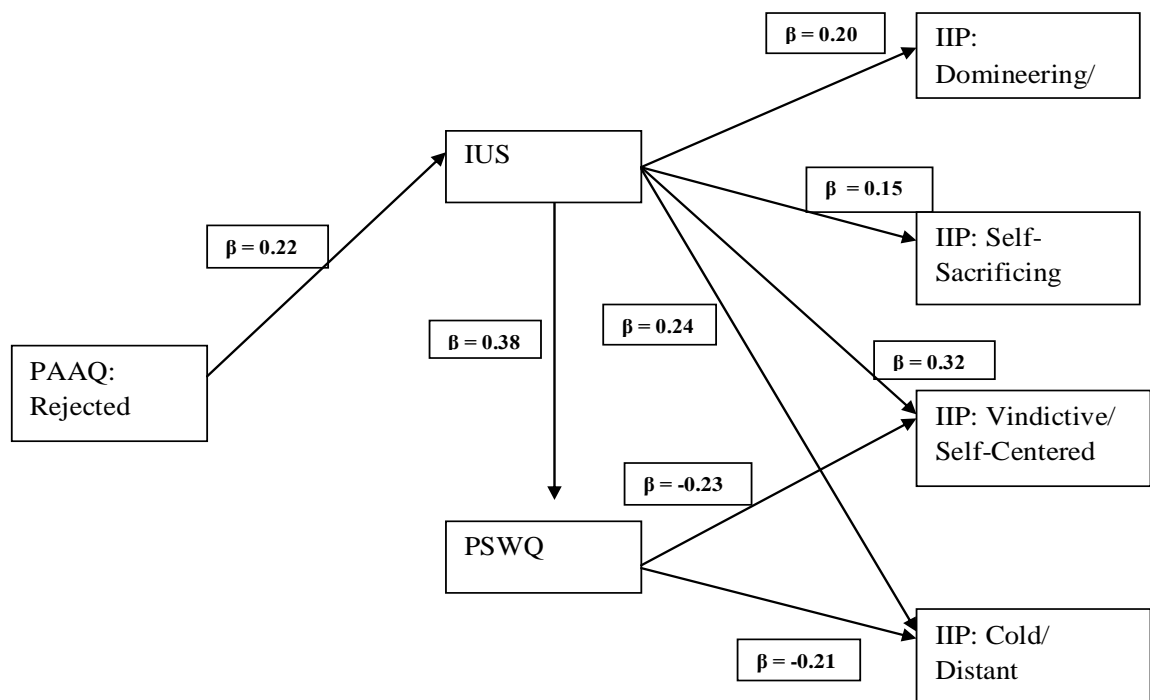 β = 0.20
IIP:
Domineering/
IUS
β = 0.15
IIP: Self-
Sacrificing
β = 0.22
β = 0.38
β = 0.24
β = 0.32
PAAQ:
Rejected
IIP: Vindictive/
Self-Centered
β = -0.23
PSWQ
IIP: Cold/
Distant
β = -0.21